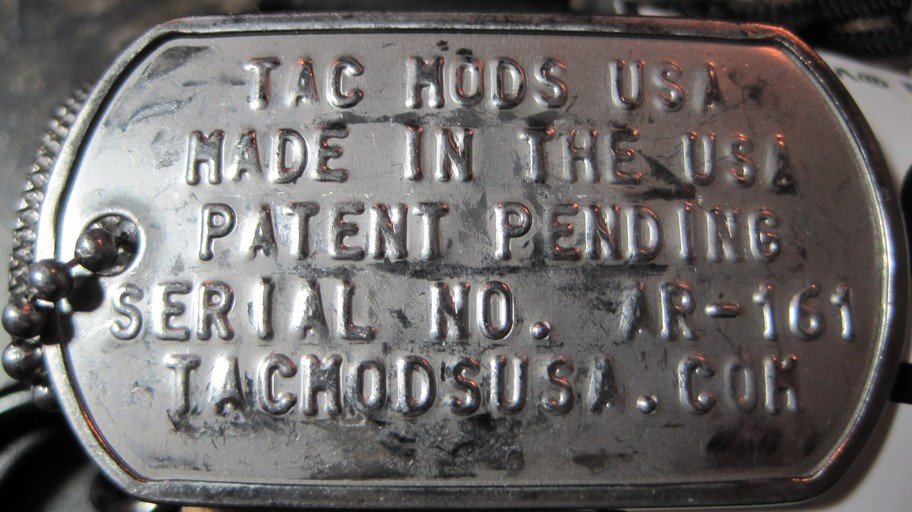 TAC MODS USA
MADE IN THE USA
PATENT PENDING
SERIAL NO. AR-161
TACMODSUSA.COM